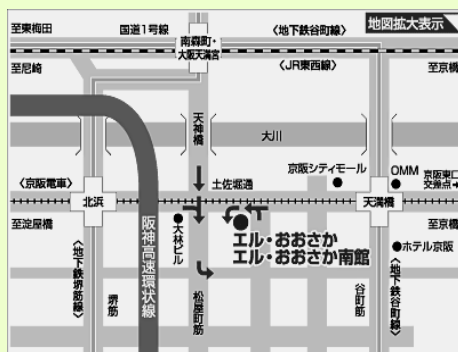 至東梅田
国道1号線
〈地下鉄谷町線〉
地図拡大表示
南森町・
大阪天満宮
至尼崎
〈JR東西線〉
至京橋
天神橋
大川
京阪シティモール
OMM
京阪東口
交差点→
〈京阪電車〉
土佐堀通
北浜
天満橋
至淀屋橋
至京橋
大林ビル
エル・おおさか
エル・おおさか南館
ホテル京阪
阪神高速環状線
〈地下鉄堺筋線〉
堺筋
松屋町筋
谷町筋
〈地下鉄谷町線〉